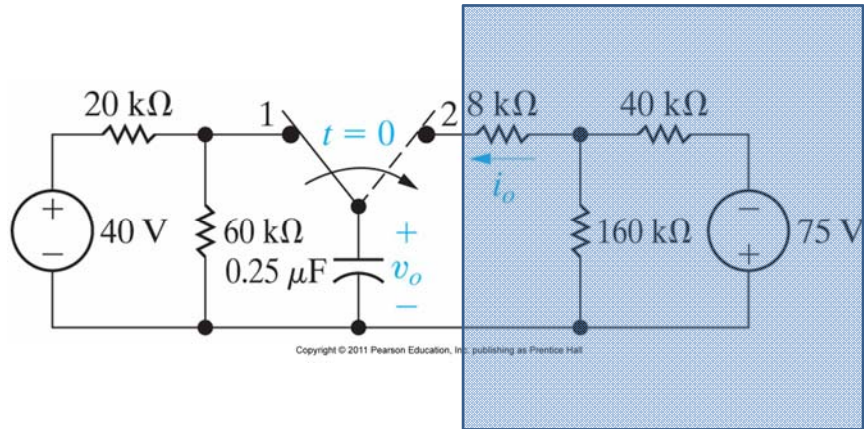 20 kΩ 1 t = 0 2 8 kΩ 40 kΩ
i_o
+ 40 V 60 kΩ + 160 kΩ − 75 V
− 0.25 μF v_o +
−
Copyright © 2011 Pearson Education, Inc. publishing as Prentice Hall